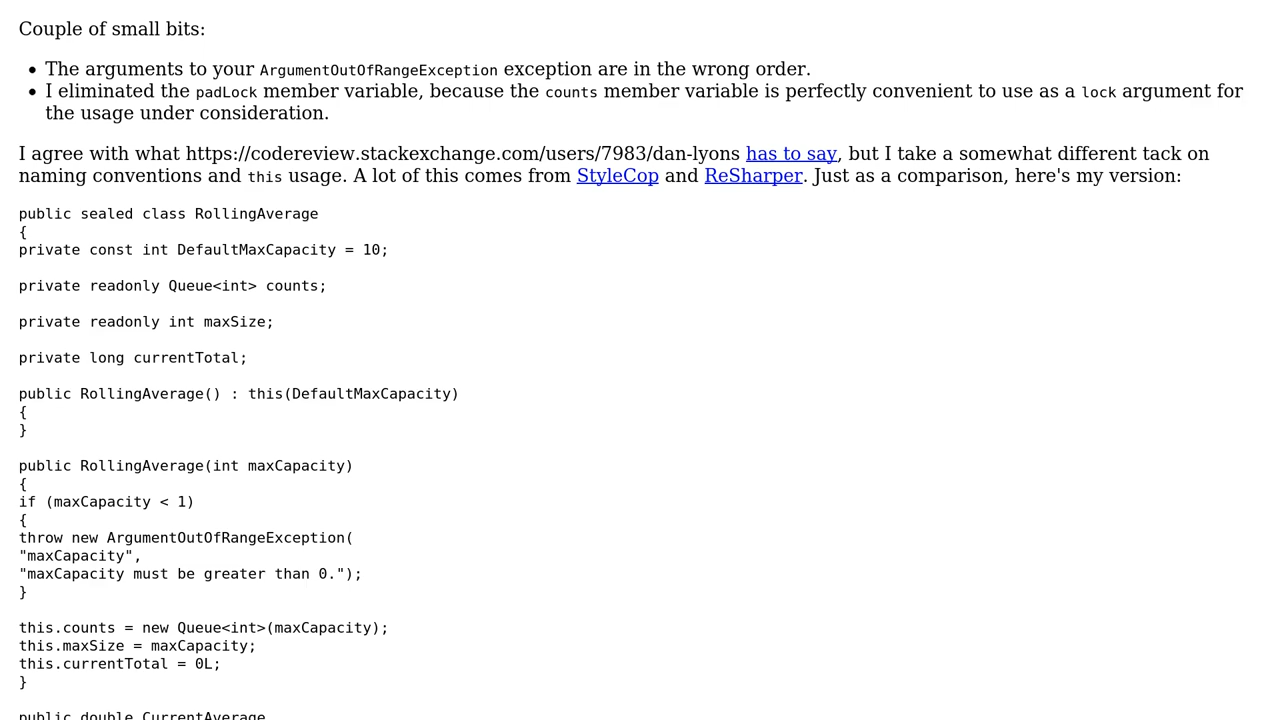 Couple of small bits:
The arguments to your ArgumentOutOfRangeException exception are in the wrong order.
I eliminated the padLock member variable, because the counts member variable is perfectly convenient to use as a lock argument for
the usage under consideration.
I agree with what https://codereview.stackexchange.com/users/7983/dan-lyons has to say, but I take a somewhat different tack on
naming conventions and this usage. A lot of this comes from StyleCop and ReSharper. Just as a comparison, here's my version:
public sealed class RollingAverage
{
private const int DefaultMaxCapacity = 10;
private readonly Queue<int> counts;
private readonly int maxSize;
private long currentTotal;
public RollingAverage() : this(DefaultMaxCapacity)
{
}
public RollingAverage(int maxCapacity)
{
if (maxCapacity < 1)
{
throw new ArgumentOutOfRangeException(
"maxCapacity",
"maxCapacity must be greater than 0.");
}
this.counts = new Queue<int>(maxCapacity);
this.maxSize = maxCapacity;
this.currentTotal = 0L;
}
public double CurrentAverage